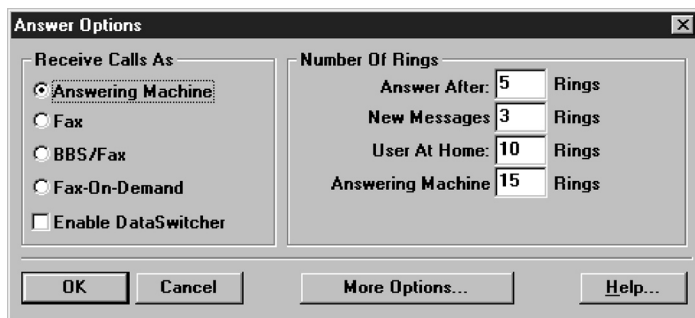 Answer Options
Receive Calls As
Answering Machine
Fax
BBS/Fax
Fax-On-Demand
Enable DataSwitcher
Number Of Rings
Answer After: 5 Rings
New Messages 3 Rings
User At Home: 10 Rings
Answering Machine 15 Rings
OK Cancel More Options... Help...